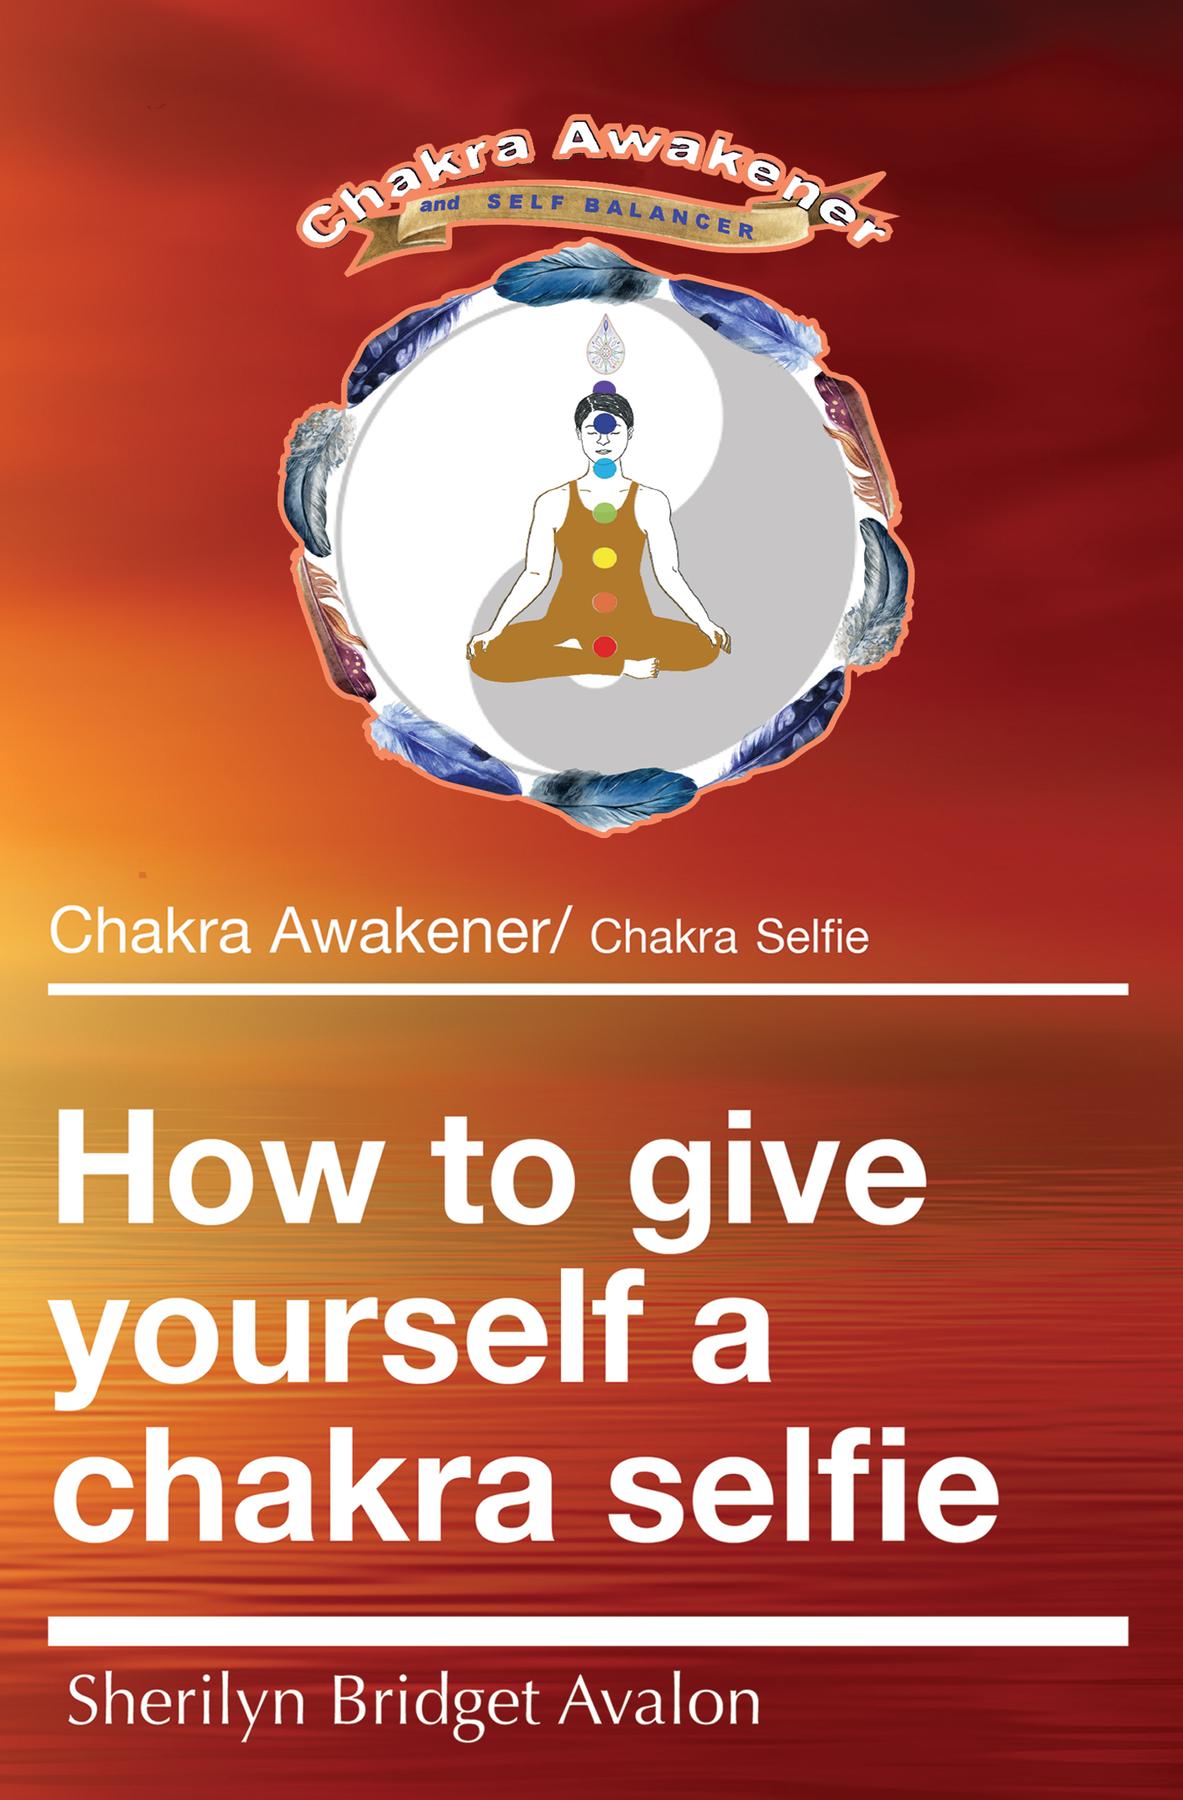 Chakra Awakener
and SELF BALANCER
Chakra Awakener/ Chakra Selfie
How to give
yourself a
chakra selfie
Sherilyn Bridget Avalon